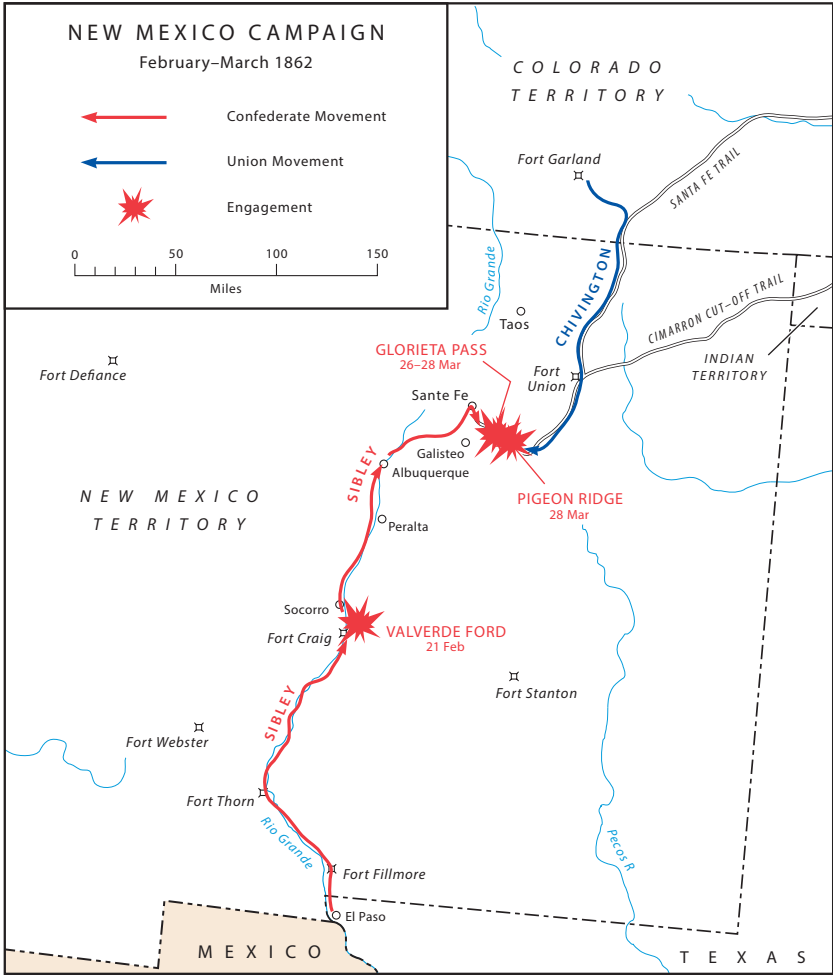 NEW MEXICO CAMPAIGN
February–March 1862
Confederate Movement
Union Movement
Engagement
0
50
100
150
Miles
COLORADO
TERRITORY
Fort Garland
SANTA FE TRAIL
Rio Grande
CHIVINGTON
Taos
CIMARRON CUT–OFF TRAIL
INDIAN
TERRITORY
Fort Defiance
GLORIETA PASS
26–28 Mar
Fort
Union
Sante Fe
Galisteo
Albuquerque
SIBLEY
NEW MEXICO
TERRITORY
PIGEON RIDGE
28 Mar
Peralta
Socorro
Fort Craig
VALVERDE FORD
21 Feb
Fort Stanton
SIBLEY
Fort Webster
Fort Thorn
Rio Grande
Pecos R
Fort Fillmore
El Paso
MEXICO
TEXAS